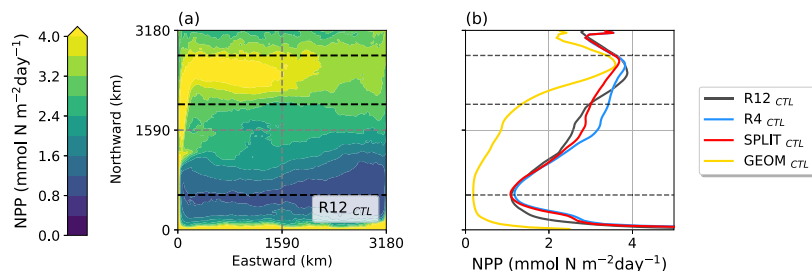 (a)
(b)
4.0
3.2
2.4
1.6
0.8
0.0
NPP (mmol N m⁻²day⁻¹)
3180
1590
0
Northward (km)
R12 CTL
0
1590
3180
Eastward (km)
0
2
4
NPP (mmol N m⁻²day⁻¹)
R12 CTL
R4 CTL
SPLIT CTL
GEOM CTL